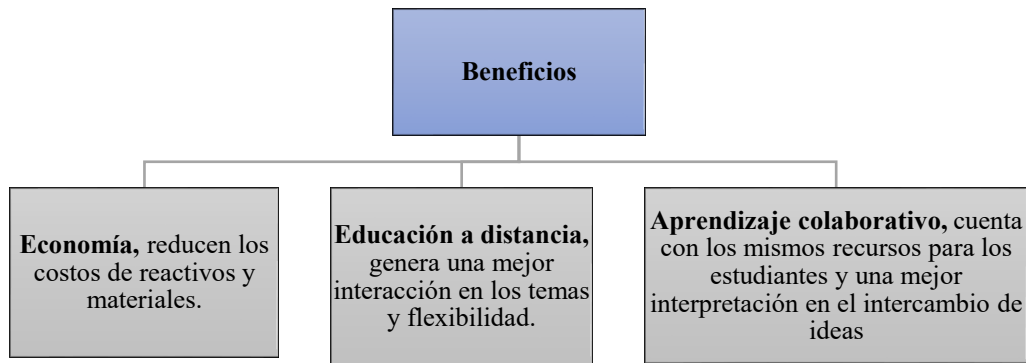 Beneficios
Economía, reducen los
costos de reactivos y
materiales.
Educación a distancia,
genera una mejor
interacción en los temas
y flexibilidad.
Aprendizaje colaborativo, cuenta
con los mismos recursos para los
estudiantes y una mejor
interpretación en el intercambio de
ideas